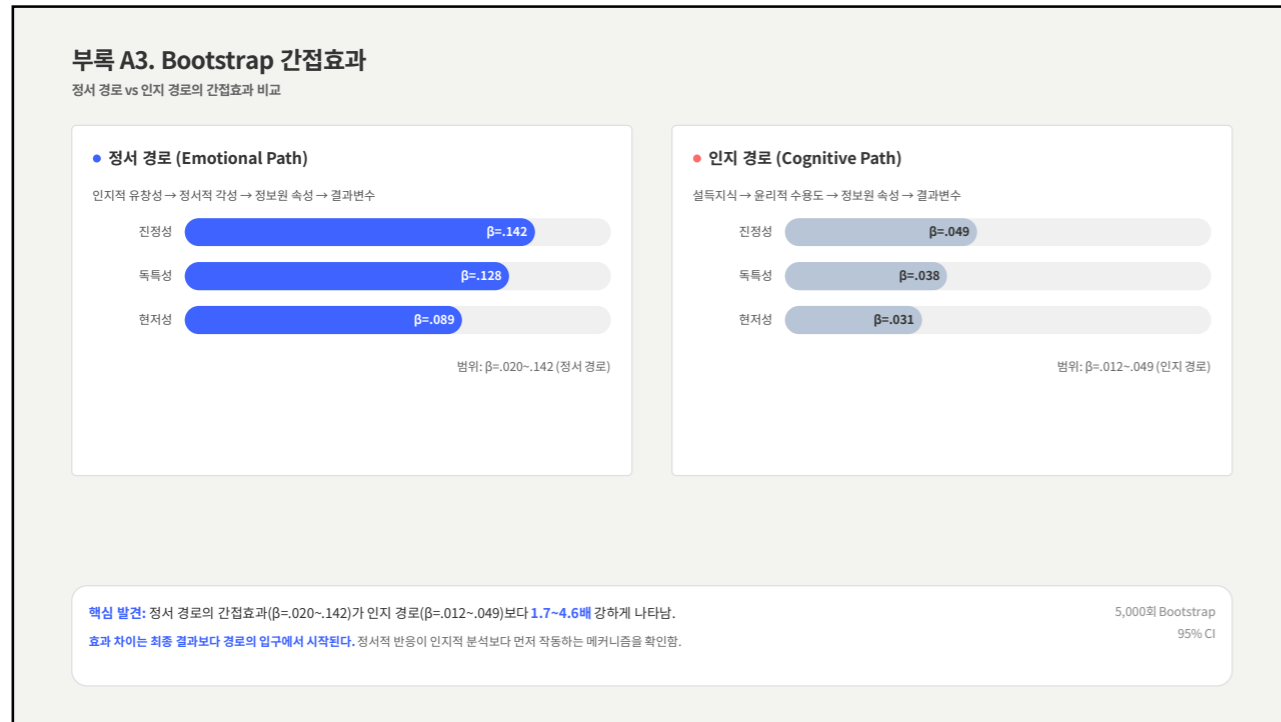 부록 A3. Bootstrap 간접효과
정서 경로 vs 인지 경로의 간접효과 비교
정서 경로 (Emotional Path)
인지적 유창성 → 정서적 각성 → 정보원 속성 → 결과변수
진정성 β=.142
독특성 β=.128
현저성 β=.089
범위: β=.020~.142 (정서 경로)
인지 경로 (Cognitive Path)
설득지식 → 윤리적 수용도 → 정보원 속성 → 결과변수
진정성 β=.049
독특성 β=.038
현저성 β=.031
범위: β=.012~.049 (인지 경로)
핵심 발견: 정서 경로의 간접효과(β=.020~.142)가 인지 경로(β=.012~.049)보다 1.7~4.6배 강하게 나타남.
효과 차이는 최종 결과보다 경로의 입구에서 시작된다. 정서적 반응이 인지적 분석보다 먼저 작동하는 메커니즘을 확인함.
5,000회 Bootstrap
95% CI